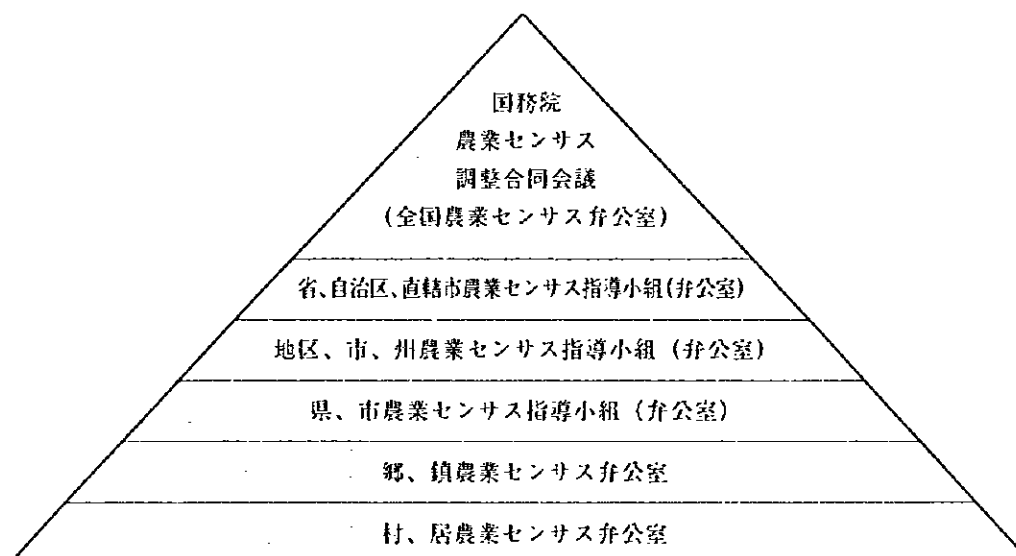 国務院
農業センサス
調整合同会議
(全国農業センサス弁公室)
省、自治区、直轄市農業センサス指導小組(弁公室)
地区、市、州農業センサス指導小組 (弁公室)
県、市農業センサス指導小組 (弁公室)
郷、鎮農業センサス弁公室
村、居農業センサス弁公室